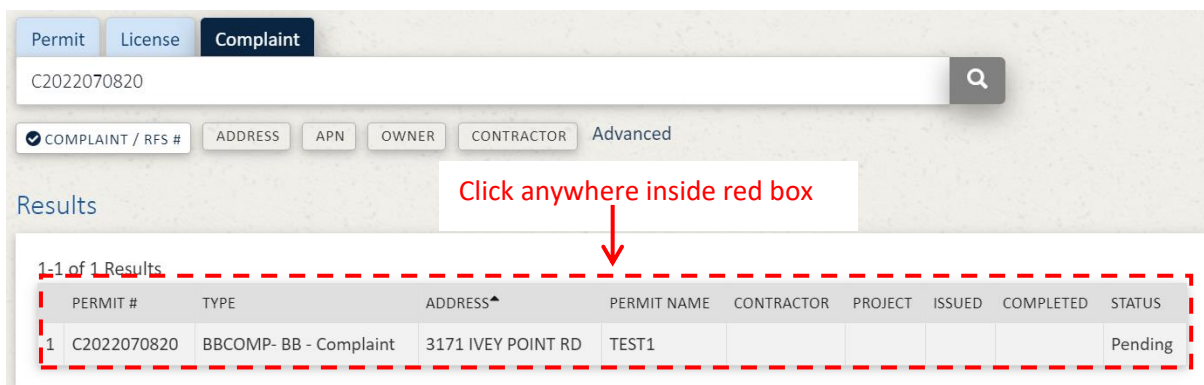 Permit License Complaint
C2022070820
COMPLAINT / RFS # ADDRESS APN OWNER CONTRACTOR Advanced
Click anywhere inside red box
Results
1-1 of 1 Results
PERMIT # TYPE ADDRESS PERMIT NAME CONTRACTOR PROJECT ISSUED COMPLETED STATUS
1 C2022070820 BBCOMP- BB - Complaint 3171 IVEY POINT RD TEST1 Pending